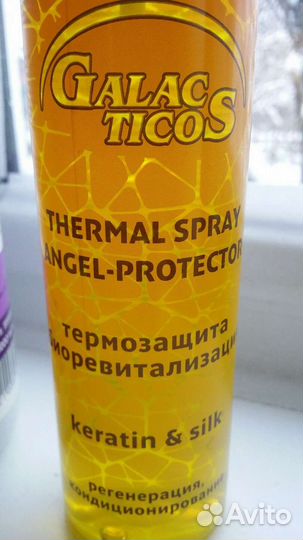 GALAC
TICOS
THERMAL SPRAY
ANGEL-PROTECTOR
термозащита
биоревитализация
keratin & silk
регенерация,
кондиционирование
Avito